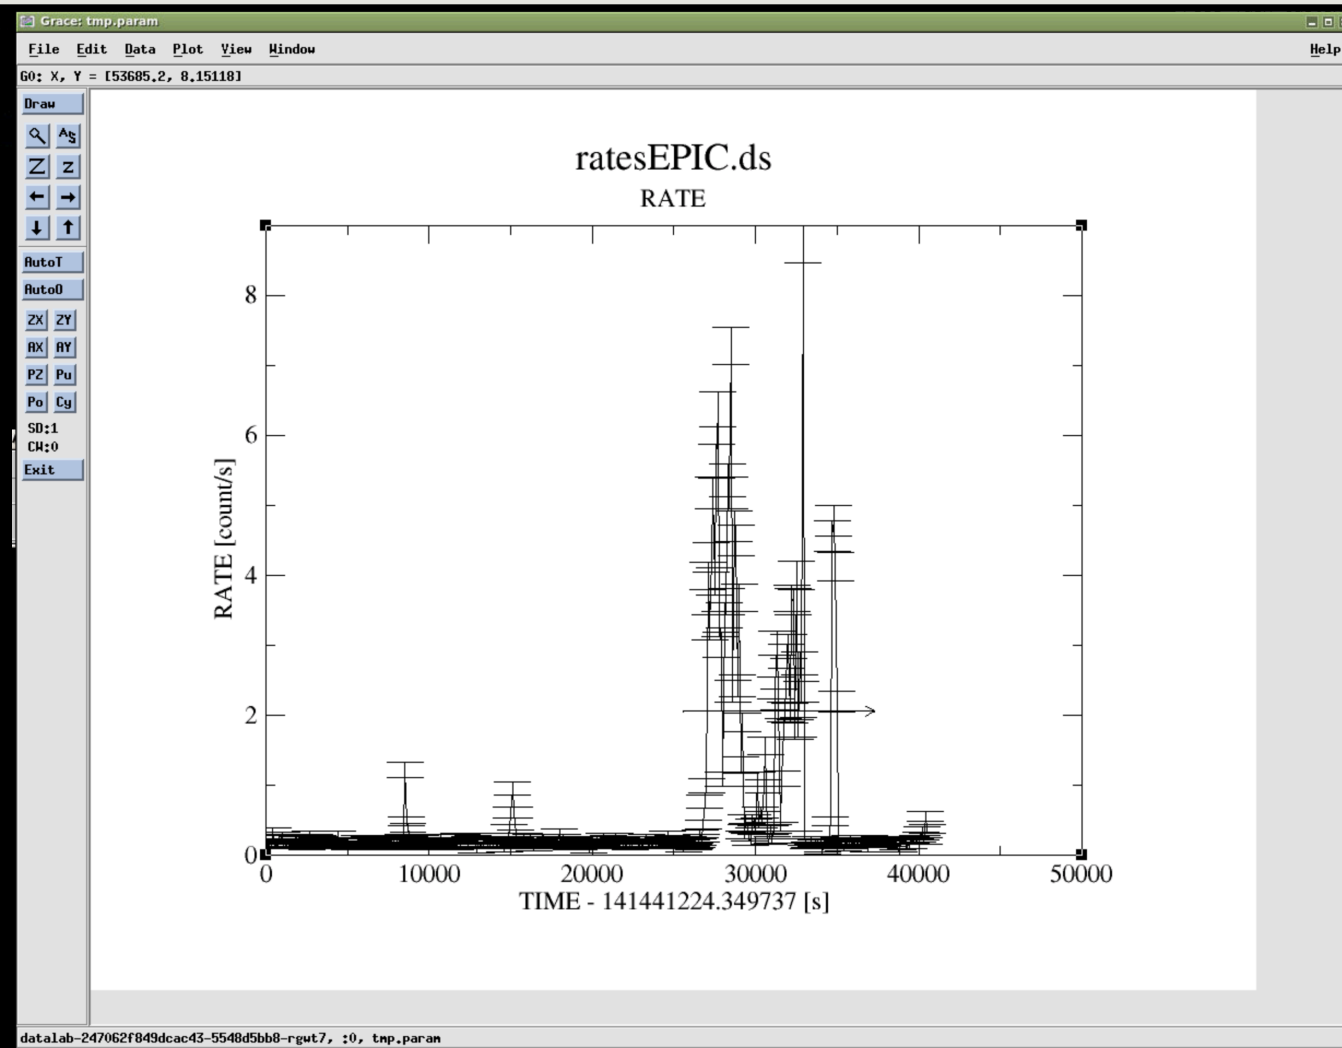 Grace: tmp.param
File Edit Data Plot View Window Help
G0: X, Y = [53685.2, 8.15118]
Draw
AS
Z z
AutoT
AutoO
ZX ZY
AX AY
PZ Pu
Po Cy
SD:1
CW:0
Exit
ratesEPIC.ds
RATE
RATE [count/s]
8
6
4
2
0
0 10000 20000 30000 40000 50000
TIME - 141441224.349737 [s]
datalab-247062f849dcac43-5548d5bb8-rgwt7, :0, tmp.param